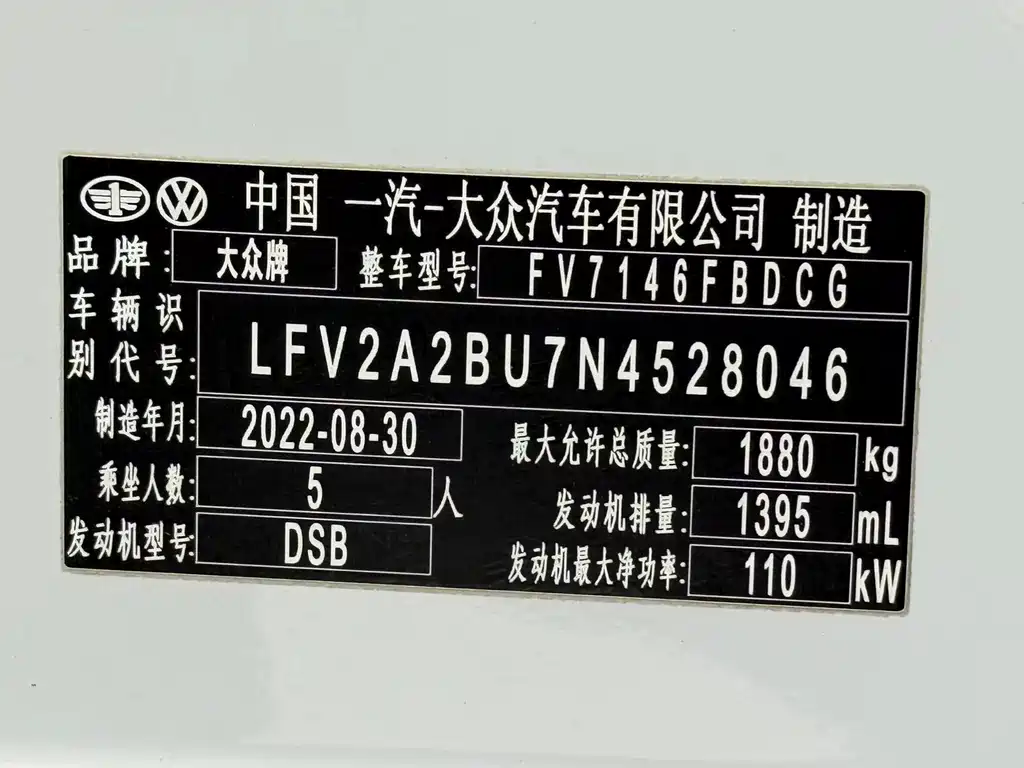 中国 一汽-大众汽车有限公司 制造
品牌: 大众牌 整车型号: FV7146FBDCG
车辆识别代号: LFV2A2BU7N4528046
制造年月: 2022-08-30 最大允许总质量: 1880 kg
乘坐人数: 5 人 发动机排量: 1395 mL
发动机型号: DSB 发动机最大净功率: 110 kW